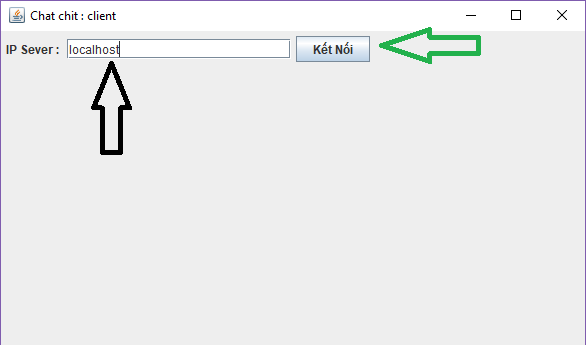 Chat chit : client
IP Sever : localhost Kết Nối